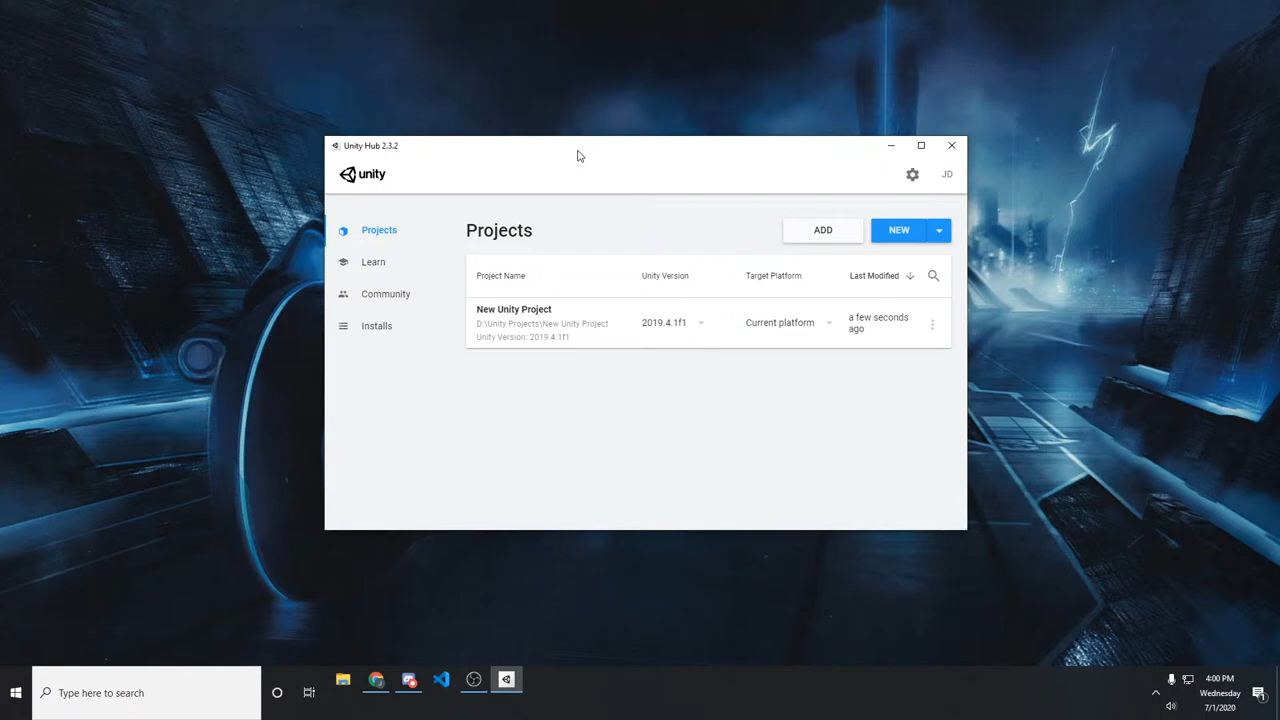 Unity Hub 2.3.2
unity
JD
Projects
Learn
Community
Installs
Projects
ADD
NEW
Project Name
Unity Version
Target Platform
Last Modified
New Unity Project
D:\Unity Projects\New Unity Project
Unity Version: 2019.4.1f1
2019.4.1f1
Current platform
a few seconds
ago
Type here to search
4:00 PM
Wednesday
7/1/2020
1